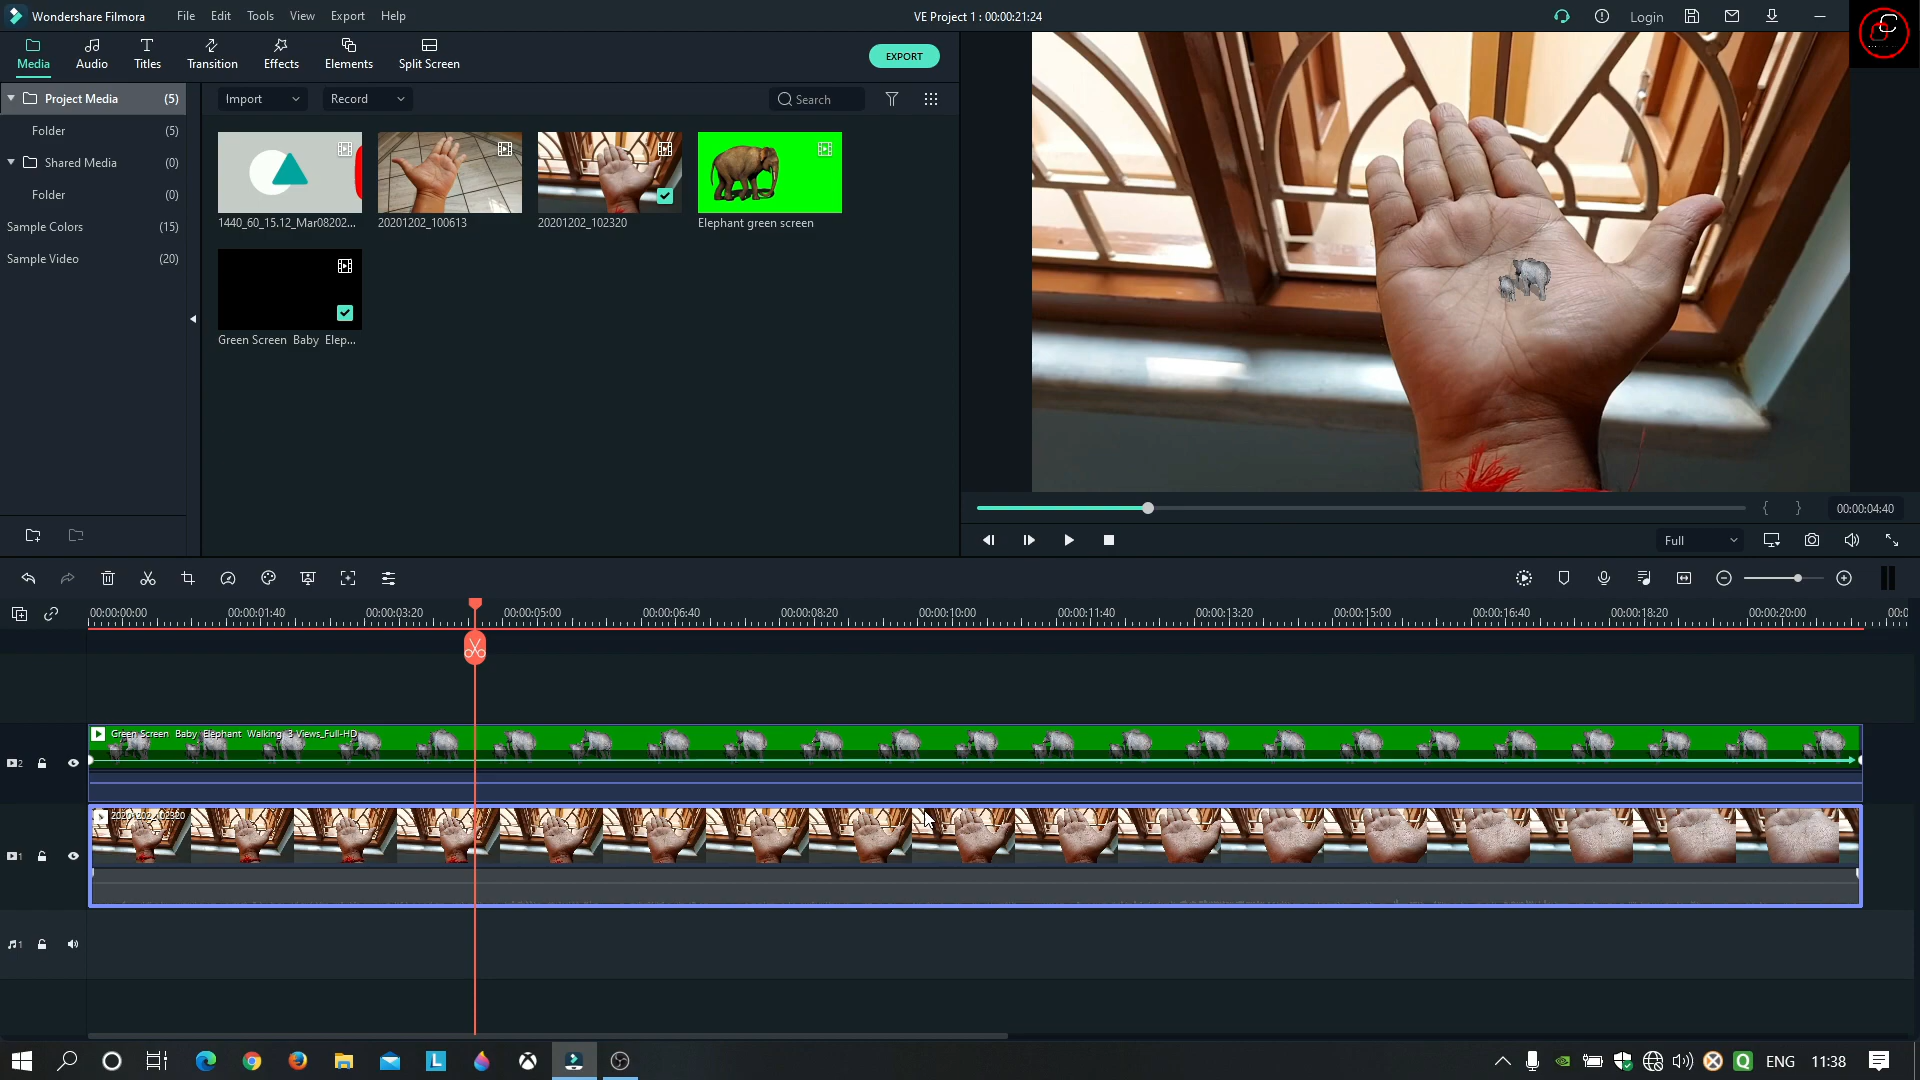 Wondershare Filmora
File Edit Tools View Export Help
VE Project 1 : 00:00:21:24
Login
Media Audio Titles Transition Effects Elements Split Screen
EXPORT
Project Media (5)
Folder (5)
Shared Media (0)
Folder (0)
Sample Colors (15)
Sample Video (20)
Import
Record
Search
1440_60_15.12_Mar08202...
20201202_100613
20201202_102320
Elephant green screen
Green Screen Baby Elep...
{ }
00:00:04:40
Full
00:00:00:00 00:00:01:40 00:00:03:20 00:00:05:00 00:00:06:40 00:00:08:20 00:00:10:00 00:00:11:40 00:00:13:20 00:00:15:00 00:00:16:40 00:00:18:20 00:00:20:00 00:0
Green Screen Baby Elephant Walking 3 Views_Full-HD
2
20201202_102320
1
1
ENG
11:38